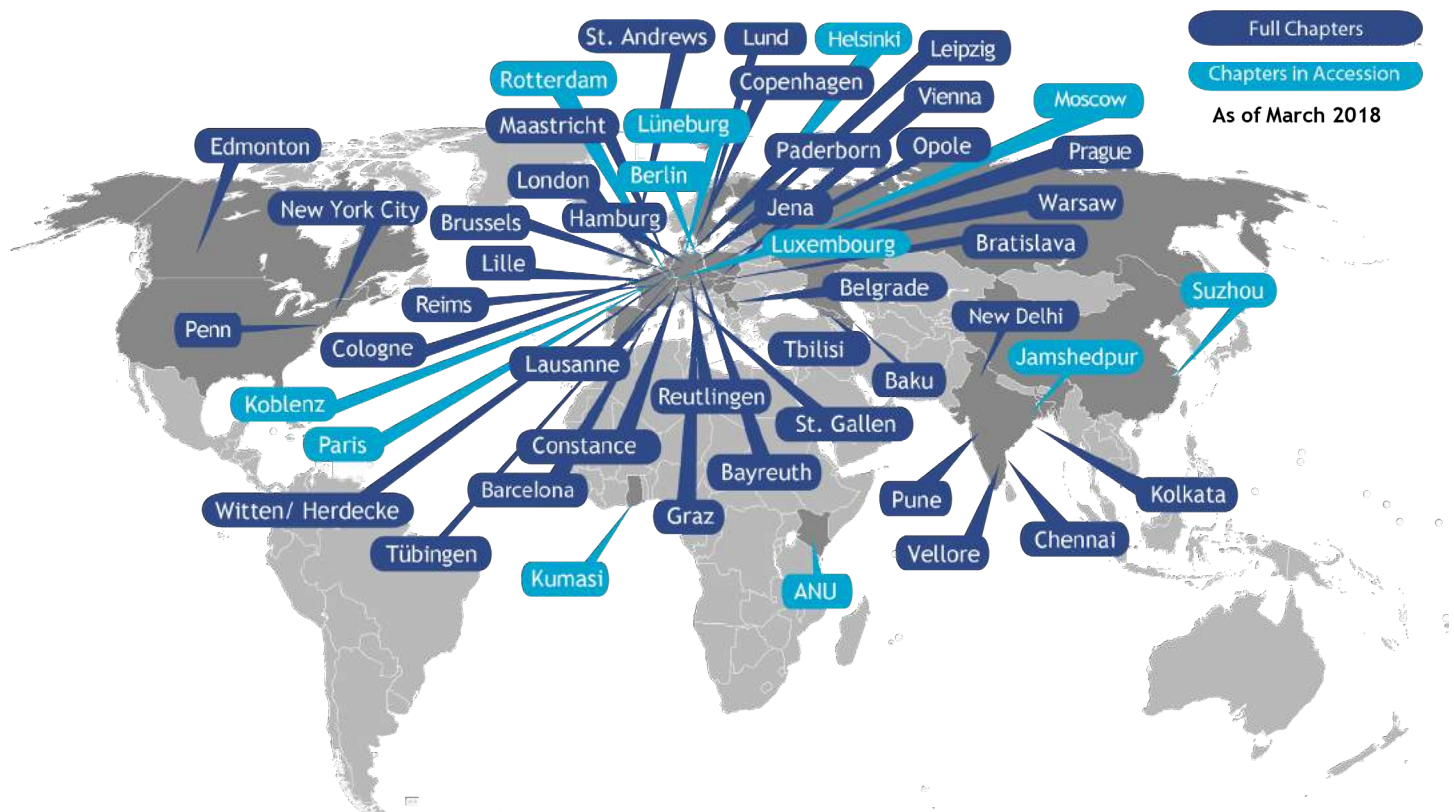 Full Chapters
Chapters in Accession
As of March 2018
St. Andrews
Lund
Helsinki
Leipzig
Rotterdam
Copenhagen
Vienna
Moscow
Maastricht
Lüneburg
Edmonton
Paderborn
Opole
Prague
London
Berlin
New York City
Jena
Warsaw
Brussels
Hamburg
Luxembourg
Bratislava
Lille
Belgrade
Suzhou
Reims
New Delhi
Penn
Cologne
Tbilisi
Jamshedpur
Lausanne
Baku
Koblenz
Reutlingen
St. Gallen
Paris
Constance
Bayreuth
Barcelona
Pune
Kolkata
Witten/ Herdecke
Graz
Tübingen
Vellore
Chennai
Kumasi
ANU